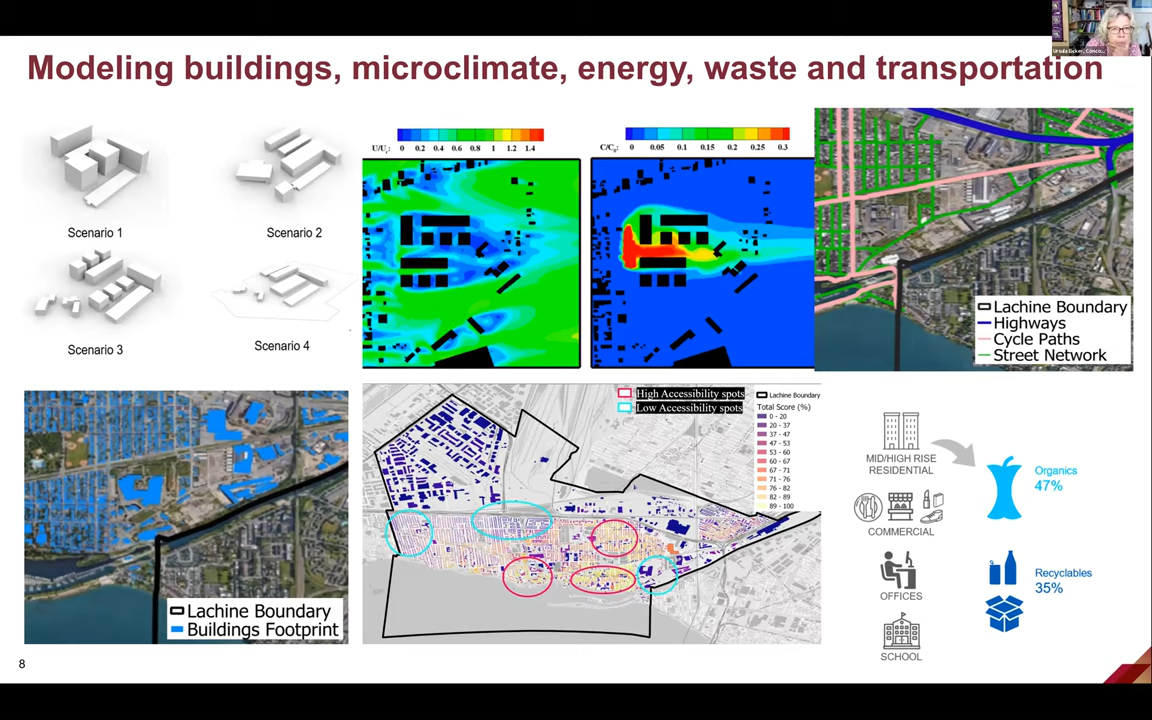 Ursula Eicker, Conco...
Modeling buildings, microclimate, energy, waste and transportation
Scenario 1
Scenario 2
Scenario 3
Scenario 4
U/Ur: 0 0.2 0.4 0.6 0.8 1 1.2 1.4
C/C0: 0 0.05 0.1 0.15 0.2 0.25 0.3
Lachine Boundary
Highways
Cycle Paths
Street Network
Lachine Boundary
Buildings Footprint
High Accessibility spots
Low Accessibility spots
Lachine Boundary
Total Score (%)
0 - 20
20 - 37
37 - 47
47 - 53
53 - 60
60 - 67
67 - 71
71 - 76
76 - 82
82 - 89
89 - 100
MID/HIGH RISE
RESIDENTIAL
COMMERCIAL
OFFICES
SCHOOL
Organics
47%
Recyclables
35%
8